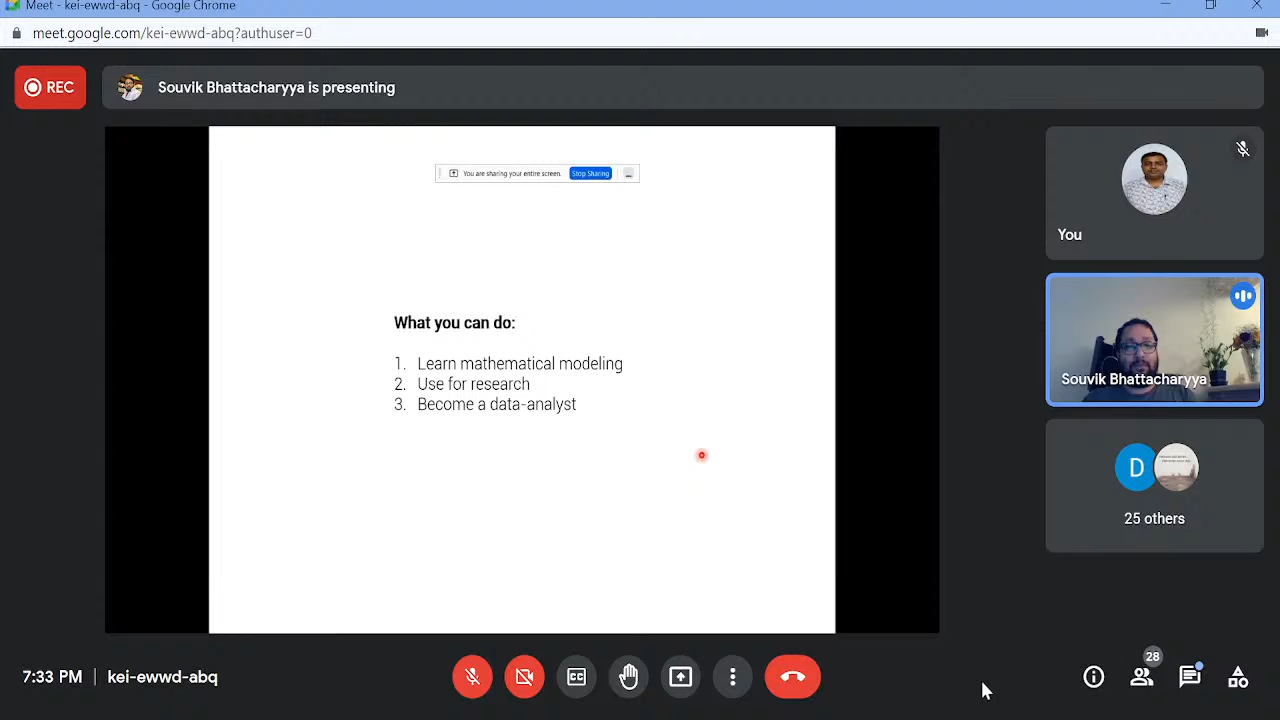 Meet - kei-ewwd-abq - Google Chrome
meet.google.com/kei-ewwd-abq?authuser=0
REC
Souvik Bhattacharyya is presenting
You are sharing your entire screen.
Stop Sharing
What you can do:
1. Learn mathematical modeling
2. Use for research
3. Become a data-analyst
You
Souvik Bhattacharyya
D
25 others
7:33 PM | kei-ewwd-abq
CC
28